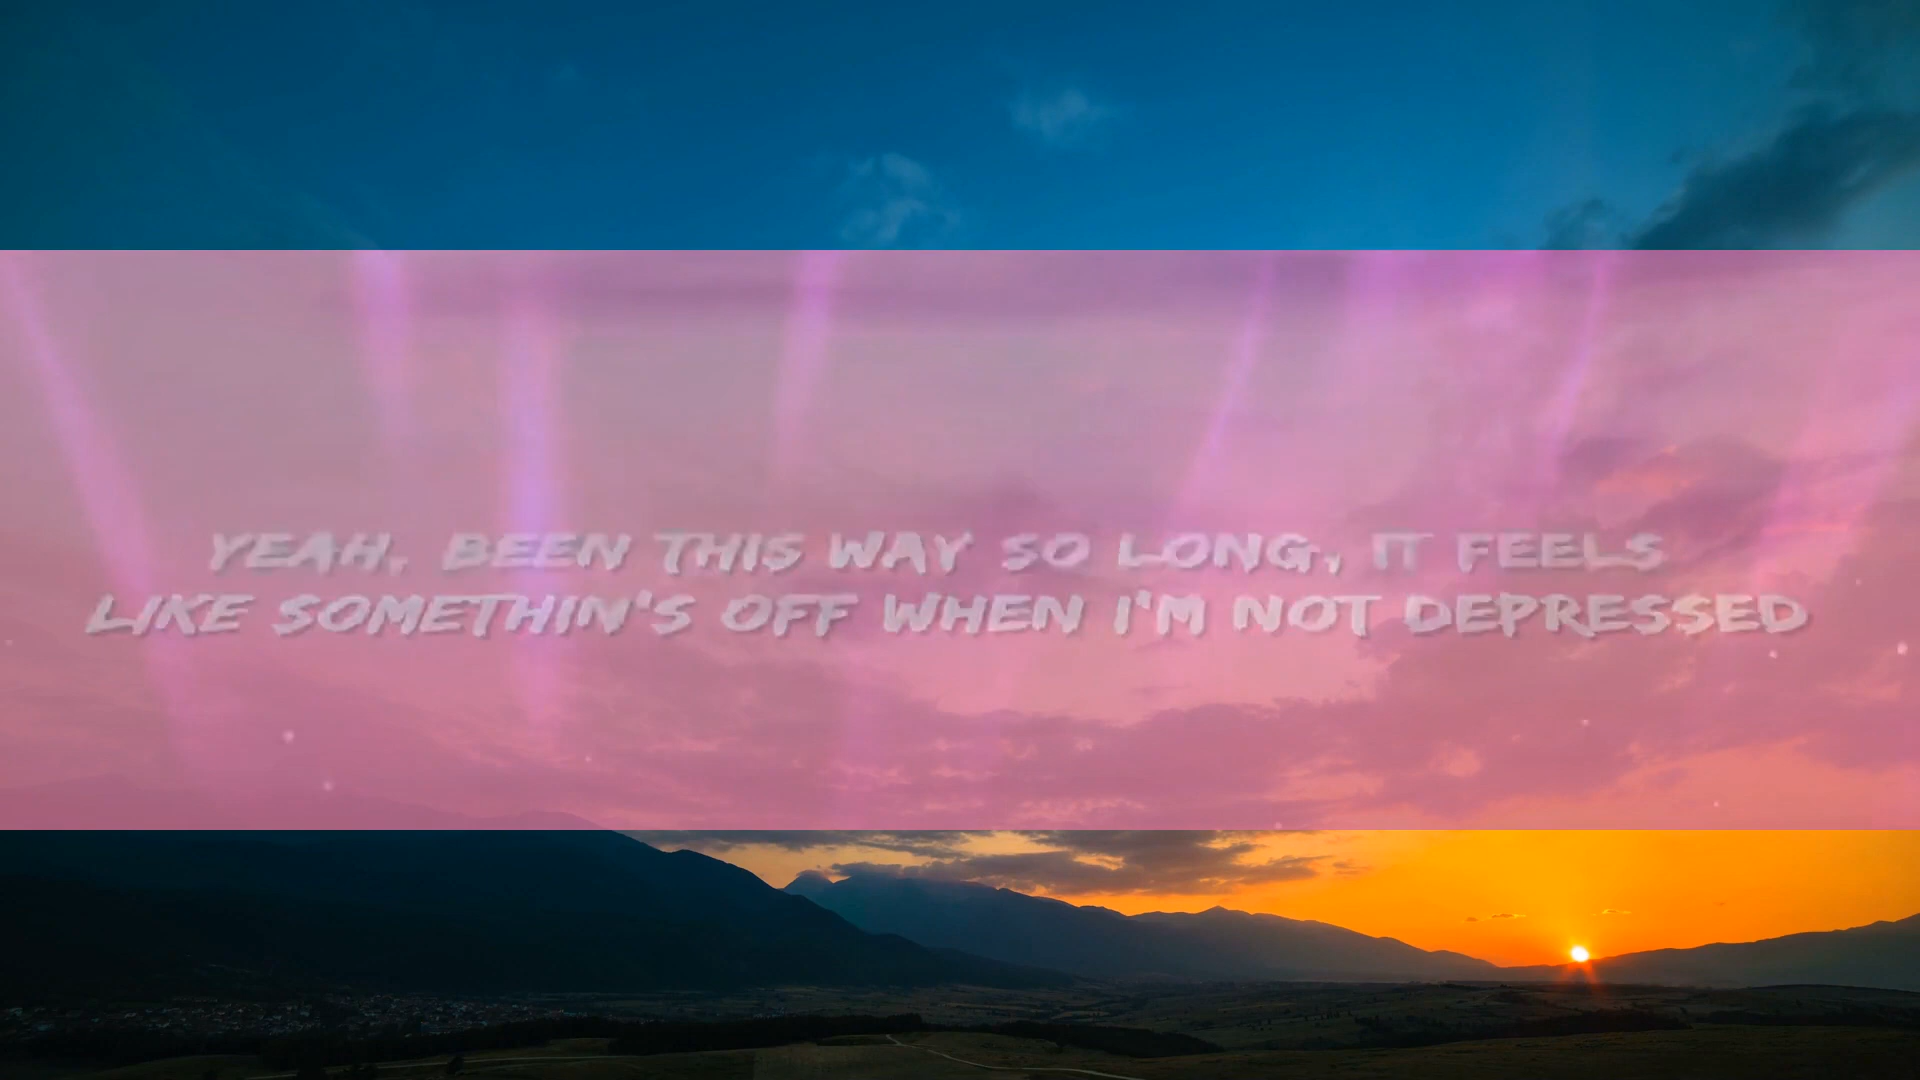 YEAH, BEEN THIS WAY SO LONG, IT FEELS
LIKE SOMETHIN'S OFF WHEN I'M NOT DEPRESSED